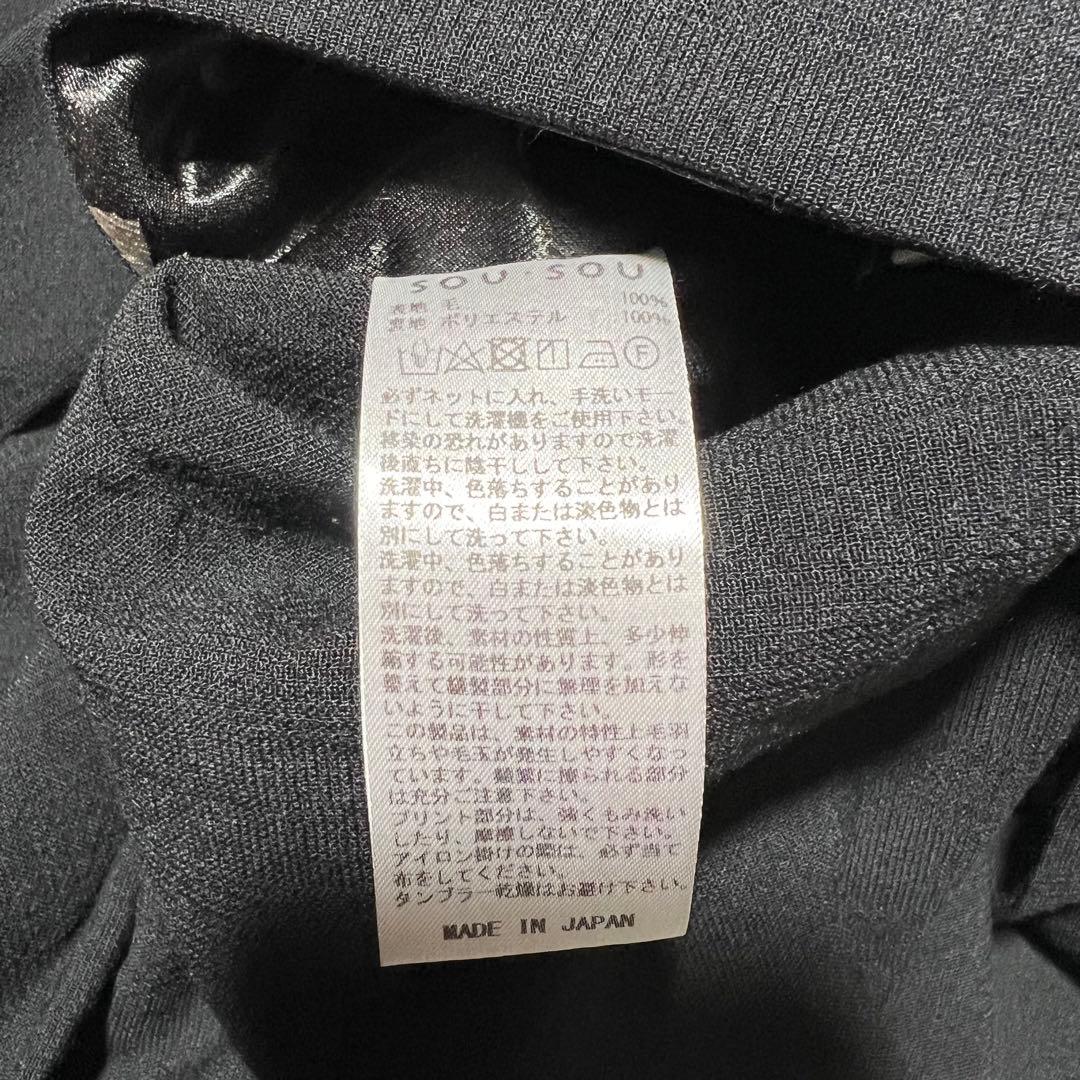 SOU・SOU
表地 毛 100%
裏地 ポリエステル 100%
F
必ずネットに入れ、手洗いモー
ドにして洗濯機をご使用下さい。
移染の恐れがありますので洗濯
後直ちに陰干しして下さい。
洗濯中、色落ちすることがあり
ますので、白または淡色物とは
別にして洗って下さい。
洗濯中、色落ちすることがあり
ますので、白または淡色物とは
別にして洗って下さい。
洗濯後、素材の性質上、多少伸
縮する可能性があります。形を
整えて縫製部分に無理を加えな
いように干して下さい。
この製品は、素材の特性上毛羽
立ちや毛玉が発生しやすくなっ
ています。頻繁に擦られる部分
は充分ご注意下さい。
プリント部分は、強くもみ洗い
したり、摩擦しないで下さい。
アイロン掛けの際は、必ず当て
布をしてください。
タンブラー乾燥はお避け下さい。
MADE IN JAPAN